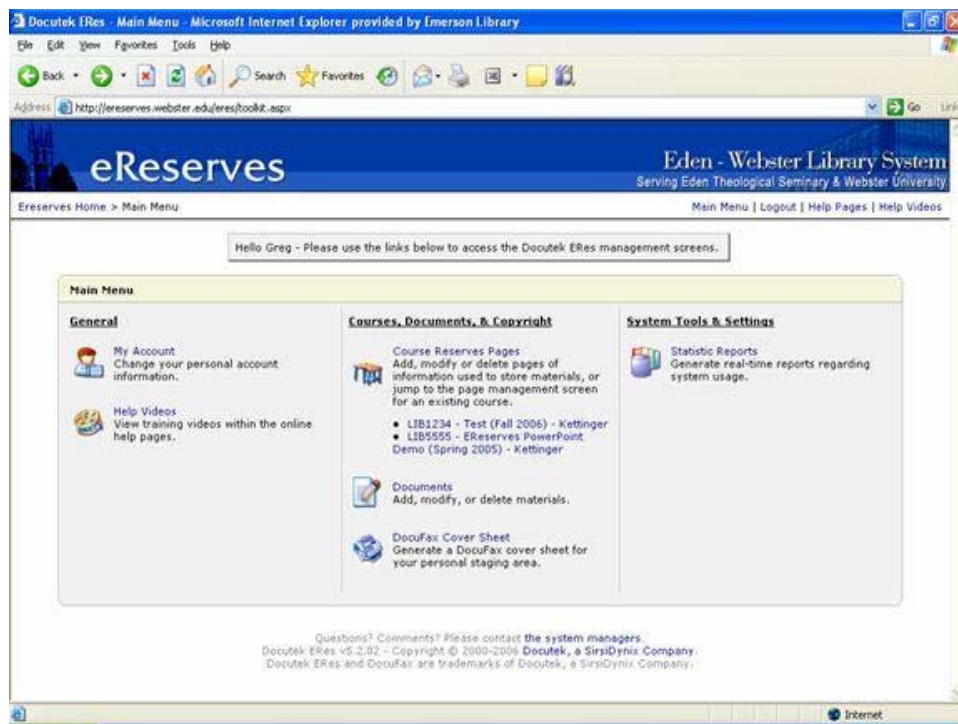 Docutek ERes - Main Menu - Microsoft Internet Explorer provided by Emerson Library
File Edit View Favorites Tools Help
Back Search Favorites
Address http://ereserves.webster.edu/eres/toolkit.aspx Go
eReserves
Eden - Webster Library System
Serving Eden Theological Seminary & Webster University
Ereserves Home > Main Menu
Main Menu | Logout | Help Pages | Help Videos
Hello Greg - Please use the links below to access the Docutek ERes management screens.
Main Menu
General
My Account
Change your personal account
information.
Help Videos
View training videos within the online
help pages.
Courses, Documents, & Copyright
Course Reserves Pages
Add, modify or delete pages of
information used to store materials, or
jump to the page management screen
for an existing course.
• LIB1234 - Test (Fall 2006) - Kettinger
• LIB5555 - EReserves PowerPoint
Demo (Spring 2005) - Kettinger
Documents
Add, modify, or delete materials.
DocuFax Cover Sheet
Generate a DocuFax cover sheet for
your personal staging area.
System Tools & Settings
Statistic Reports
Generate real-time reports regarding
system usage.
Questions? Comments? Please contact the system managers.
Docutek ERes v5.2.02 - Copyright © 2000-2006 Docutek, a SirsiDynix Company.
Docutek ERes and DocuFax are trademarks of Docutek, a SirsiDynix Company.
Internet